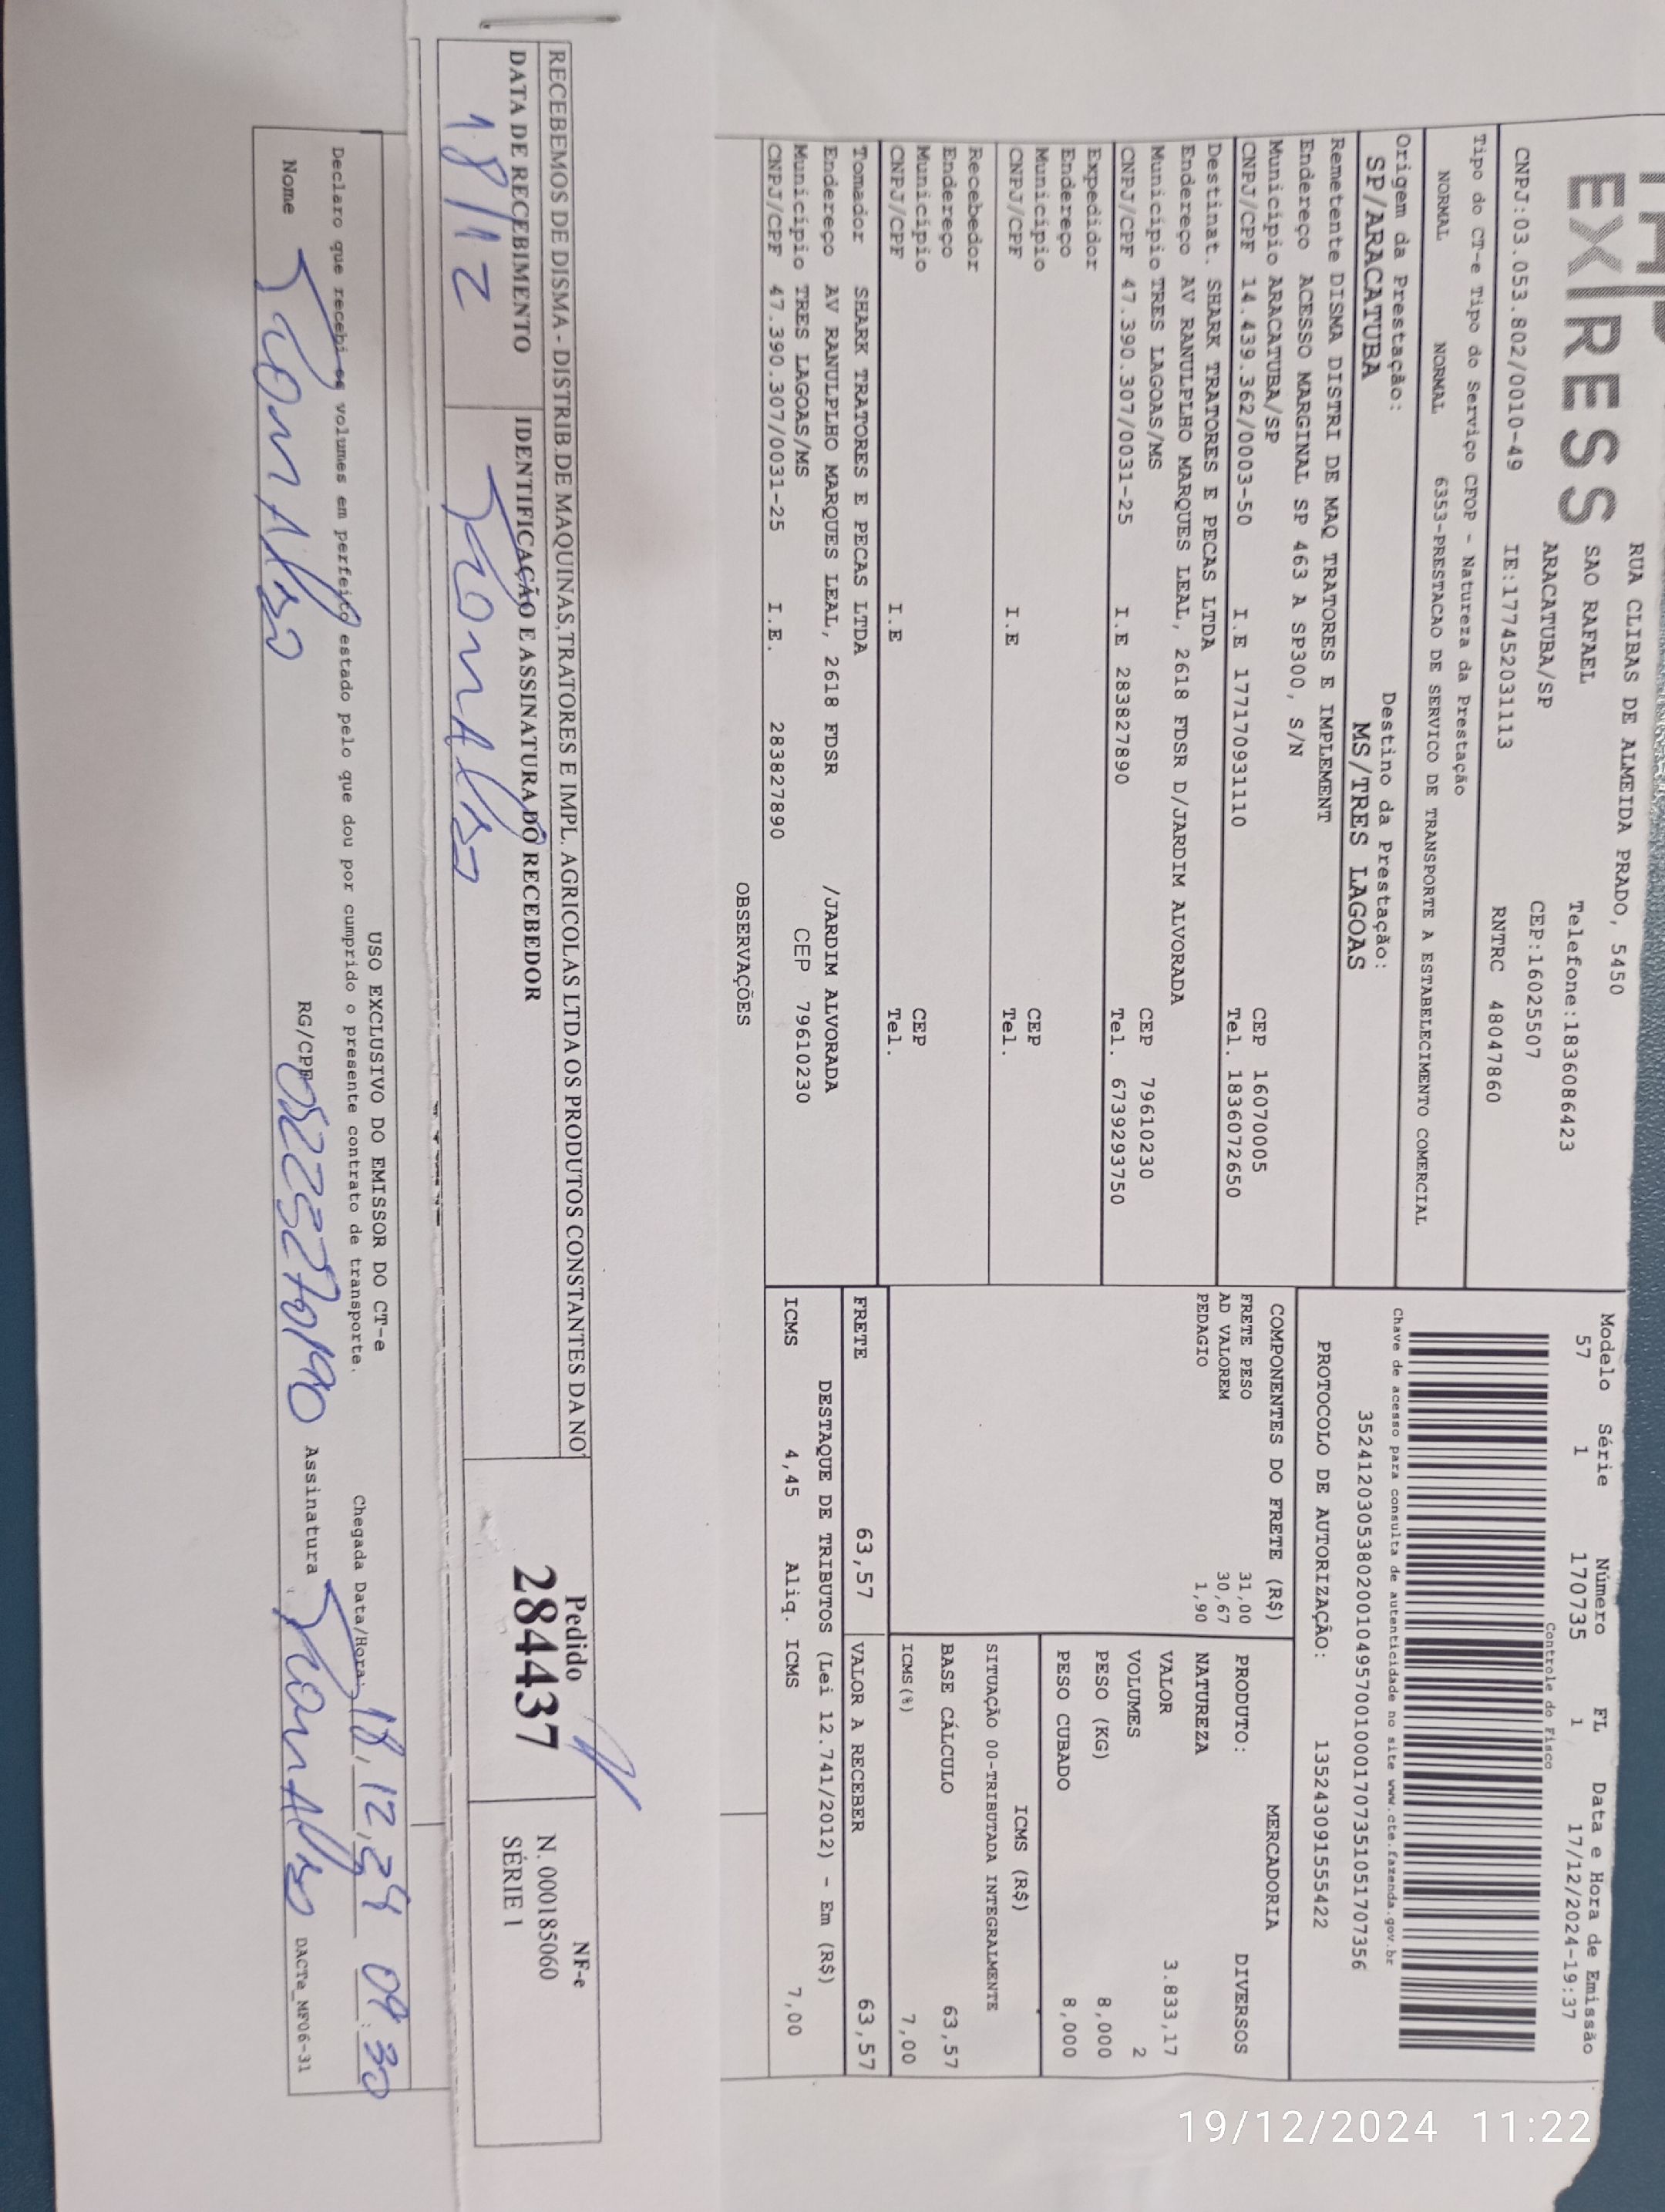 EXPRESS
RUA CLIBAS DE ALMEIDA PRADO, 5450
SAO RAFAEL Telefone:1836086423
ARACATUBA/SP CEP:16025507
CNPJ:03.053.802/0010-49 IE:177452031113 RNTRC 48047860
Tipo do CT-e Tipo do Serviço CFOP - Natureza da Prestação
NORMAL NORMAL 6353-PRESTACAO DE SERVICO DE TRANSPORTE A ESTABELECIMENTO COMERCIAL
Origem da Prestação: Destino da Prestação:
SP/ARACATUBA MS/TRES LAGOAS
Remetente DISMA DISTRI DE MAQ TRATORES E IMPLEMENT
Endereço ACESSO MARGINAL SP 463 A SP300, S/N
Município ARACATUBA/SP CEP 16070005
CNPJ/CPF 14.439.362/0003-50 I.E 177170931110 Tel. 1836072650
Destinat. SHARK TRATORES E PECAS LTDA
Endereço AV RANULPLHO MARQUES LEAL, 2618 FDSR D/JARDIM ALVORADA
Município TRES LAGOAS/MS CEP 79610230
CNPJ/CPF 47.390.307/0031-25 I.E 283827890 Tel. 6739293750
Expedidor
Endereço
Município CEP
CNPJ/CPF I.E Tel.
Recebedor
Endereço
Município CEP
CNPJ/CPF I.E Tel.
Tomador SHARK TRATORES E PECAS LTDA
Endereço AV RANULPLHO MARQUES LEAL, 2618 FDSR /JARDIM ALVORADA
Município TRES LAGOAS/MS CEP 79610230
CNPJ/CPF 47.390.307/0031-25 I.E. 283827890
OBSERVAÇÕES
Modelo Série Número FL Data e Hora de Emissão
57 1 170735 1 17/12/2024-19:37
Controle do Fisco
Chave de acesso para consulta de autenticidade no site www.cte.fazenda.gov.br
35241203053802001049570010001707351051707356
PROTOCOLO DE AUTORIZAÇÃO: 135243091555422
COMPONENTES DO FRETE (R$)
FRETE PESO 31,00
AD VALOREM 30,67
PEDAGIO 1,90
MERCADORIA
PRODUTO: DIVERSOS
NATUREZA
VALOR 3.833,17
VOLUMES 2
PESO (KG) 8,000
PESO CUBADO 8,000
ICMS (R$)
SITUAÇÃO 00-TRIBUTADA INTEGRALMENTE
BASE CÁLCULO 63,57
ICMS(%) 7,00
FRETE 63,57 VALOR A RECEBER 63,57
DESTAQUE DE TRIBUTOS (Lei 12.741/2012) - Em (R$)
ICMS 4,45 Aliq. ICMS 7,00
RECEBEMOS DE DISMA - DISTRIB.DE MAQUINAS,TRATORES E IMPL. AGRICOLAS LTDA OS PRODUTOS CONSTANTES DA NO
DATA DE RECEBIMENTO IDENTIFICAÇÃO E ASSINATURA DO RECEBEDOR
18/12
Pedido
284437
NF-e
N. 000185060
SÉRIE 1
USO EXCLUSIVO DO EMISSOR DO CT-e
Declaro que recebi os volumes em perfeito estado pelo que dou por cumprido o presente contrato de transporte.
Chegada Data/Hora: 18,12,24 09:30
Nome RG/CPF Assinatura
DACTe_MF06-31
19/12/2024 11:22